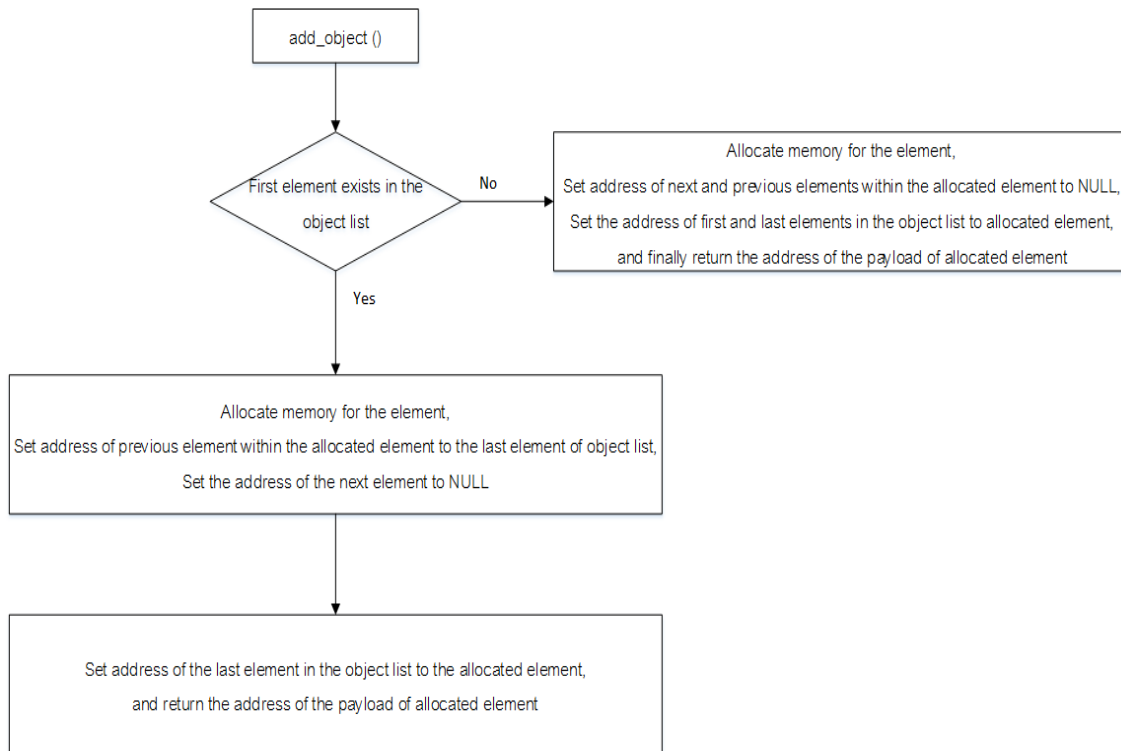 add_object ()
First element exists in the
object list
No
Allocate memory for the element,
Set address of next and previous elements within the allocated element to NULL,
Set the address of first and last elements in the object list to allocated element,
and finally return the address of the payload of allocated element
Yes
Allocate memory for the element,
Set address of previous element within the allocated element to the last element of object list,
Set the address of the next element to NULL
Set address of the last element in the object list to the allocated element,
and return the address of the payload of allocated element